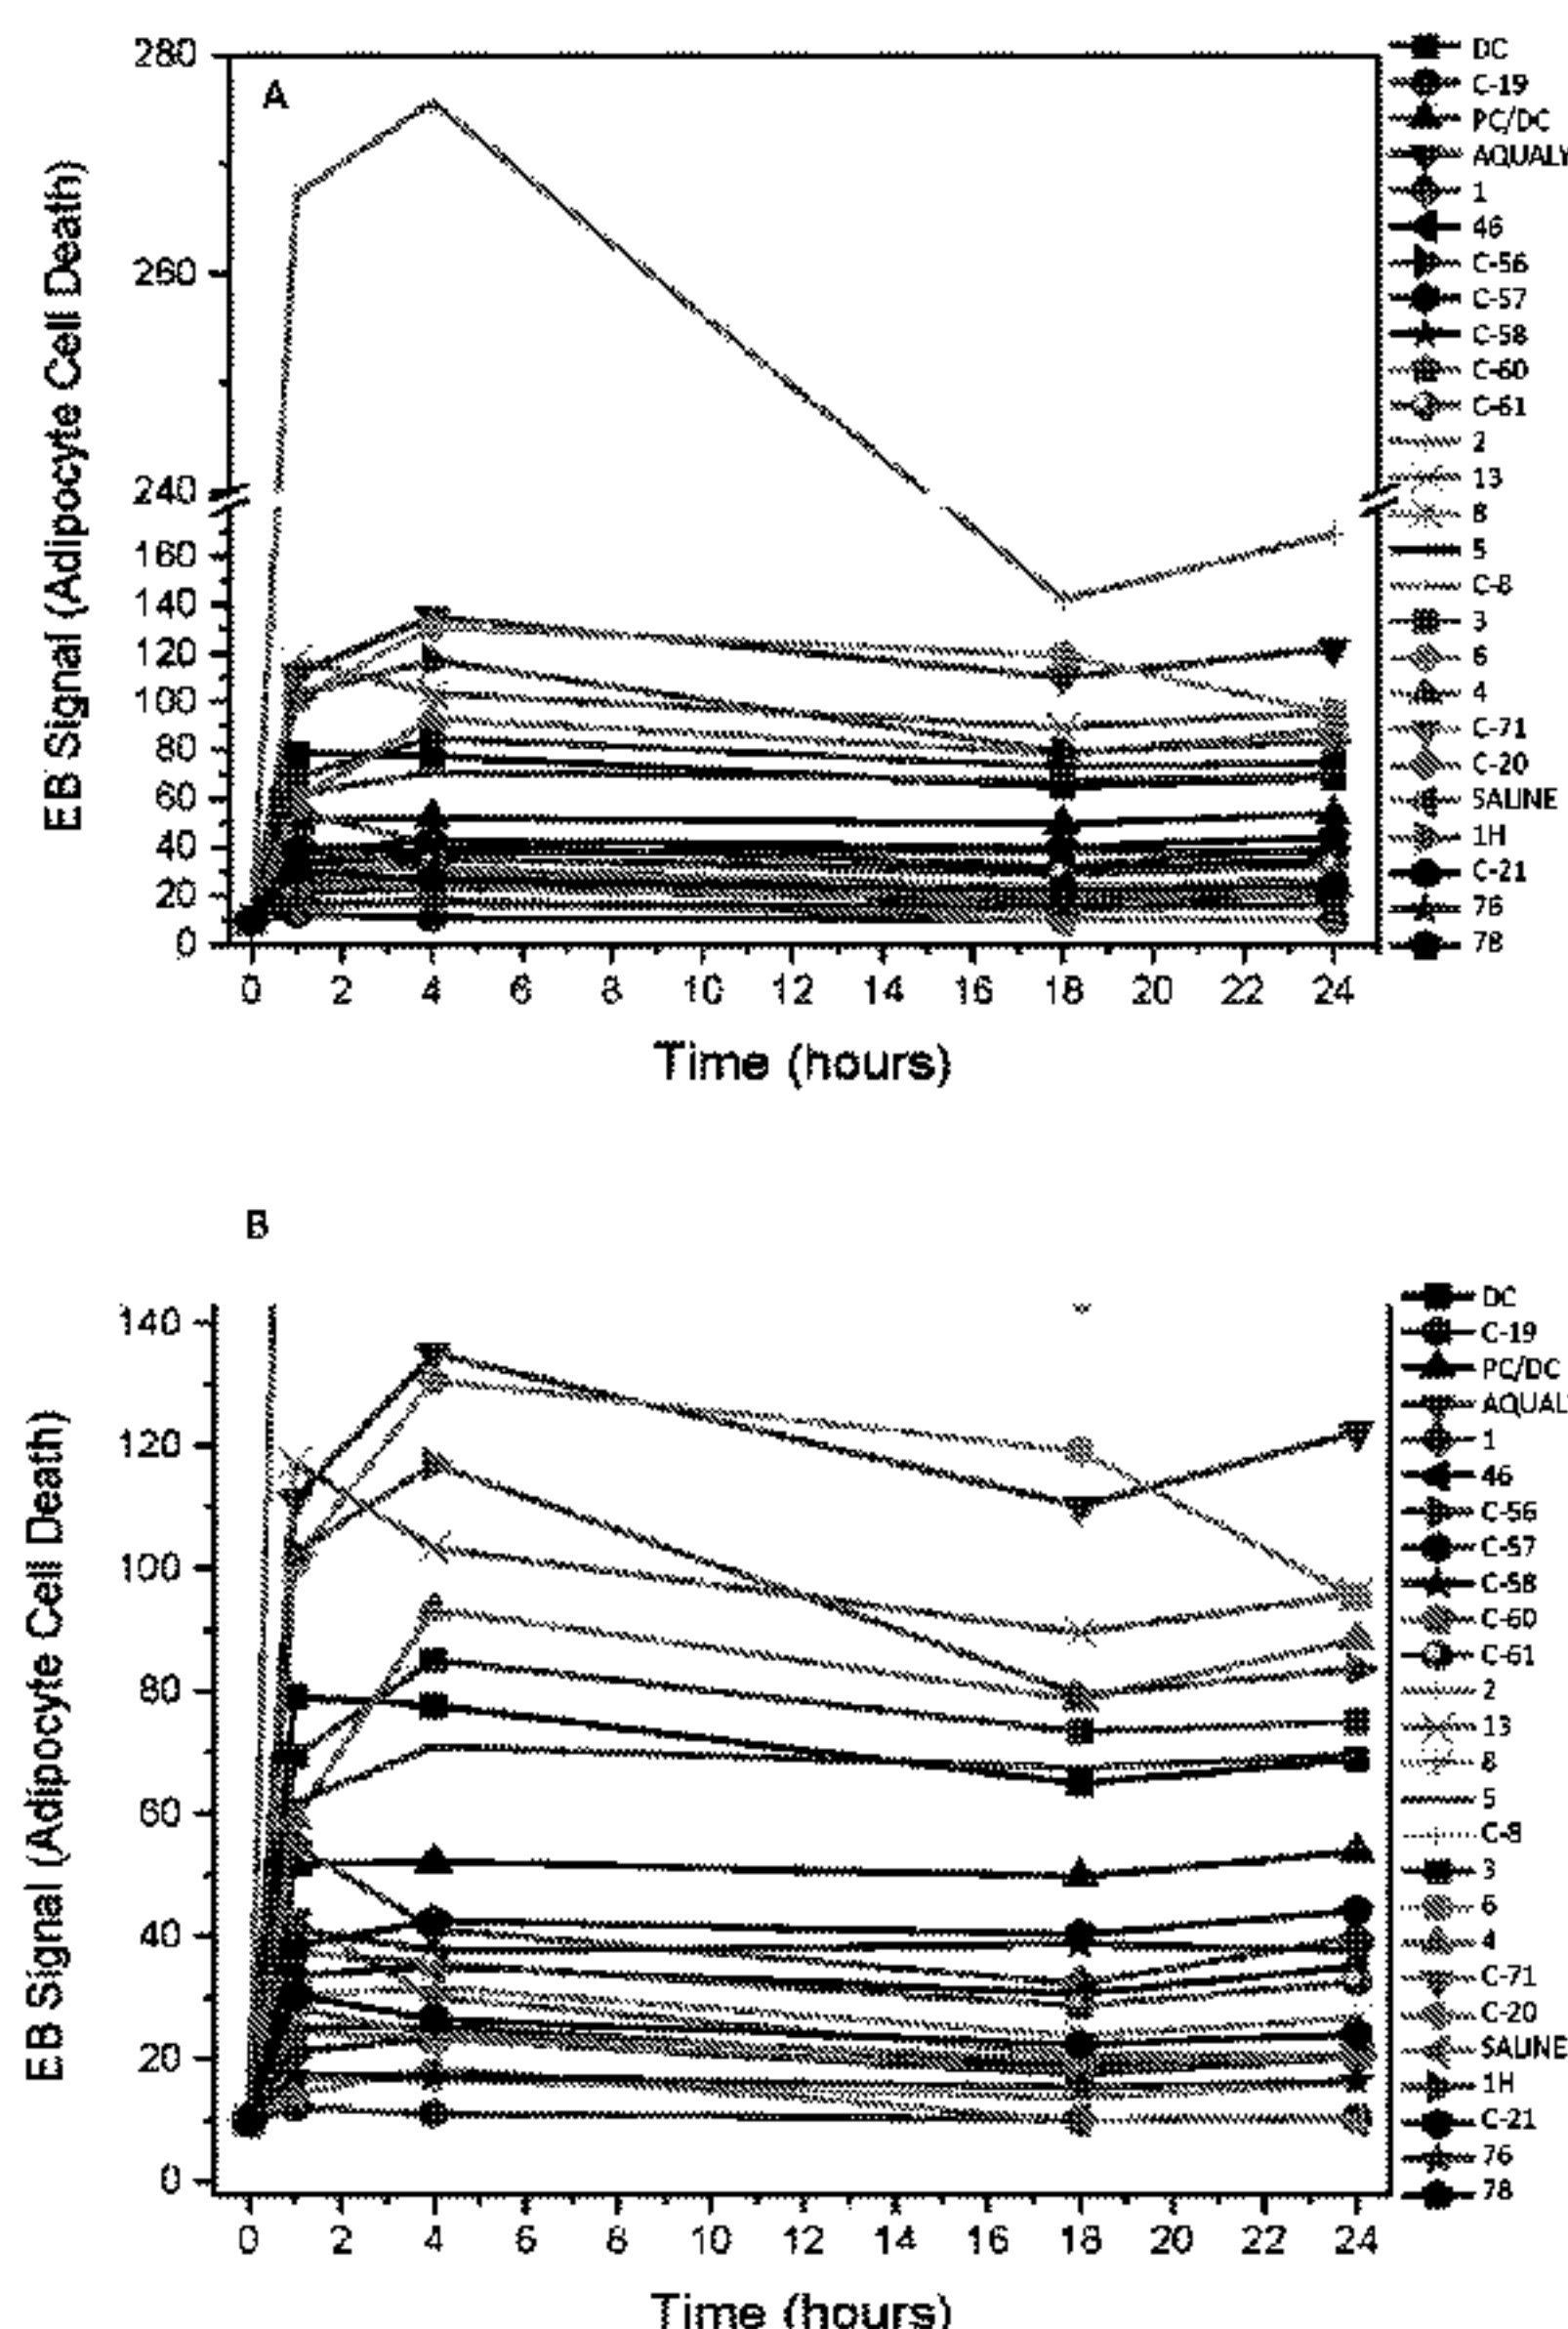 A
280
260
240
160
140
120
100
80
60
40
20
0
EB Signal (Adipocyte Cell Death)
0 2 4 6 8 10 12 14 16 18 20 22 24
Time (hours)
DC
C-19
PC/DC
AQUALY
1
46
C-56
C-57
C-58
C-60
C-61
2
13
8
5
C-8
3
6
4
C-71
C-20
SALINE
1H
C-21
76
78
B
140
120
100
80
60
40
20
0
EB Signal (Adipocyte Cell Death)
0 2 4 6 8 10 12 14 16 18 20 22 24
Time (hours)
DC
C-19
PC/DC
AQUAL
1
46
C-56
C-57
C-58
C-60
C-61
2
13
8
5
C-8
3
6
4
C-71
C-20
SALINE
1H
C-21
76
78